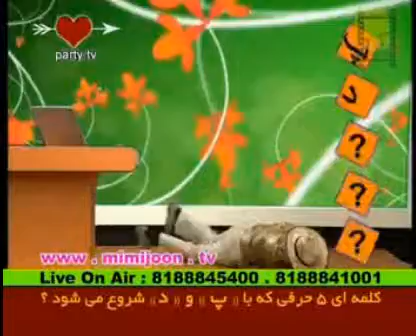 party.tv
پ
د
?
?
?
www . mimijoon . tv
Live On Air : 8188845400 . 8188841001
کلمه ای ۵ حرفی که با « پ » و « د » شروع می شود ؟